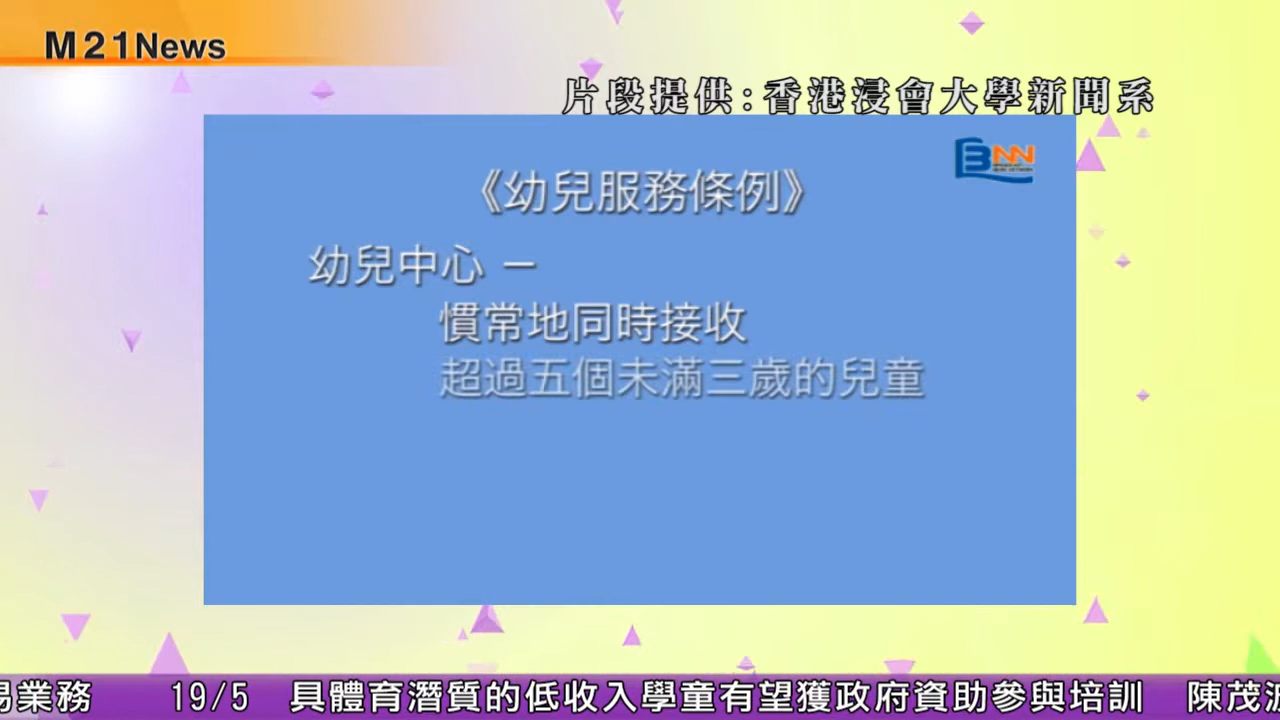 M21News
片段提供:香港浸會大學新聞系
BNN
《幼兒服務條例》
幼兒中心 －
慣常地同時接收
超過五個未滿三歲的兒童
易業務 19/5 具體育潛質的低收入學童有望獲政府資助參與培訓 陳茂波